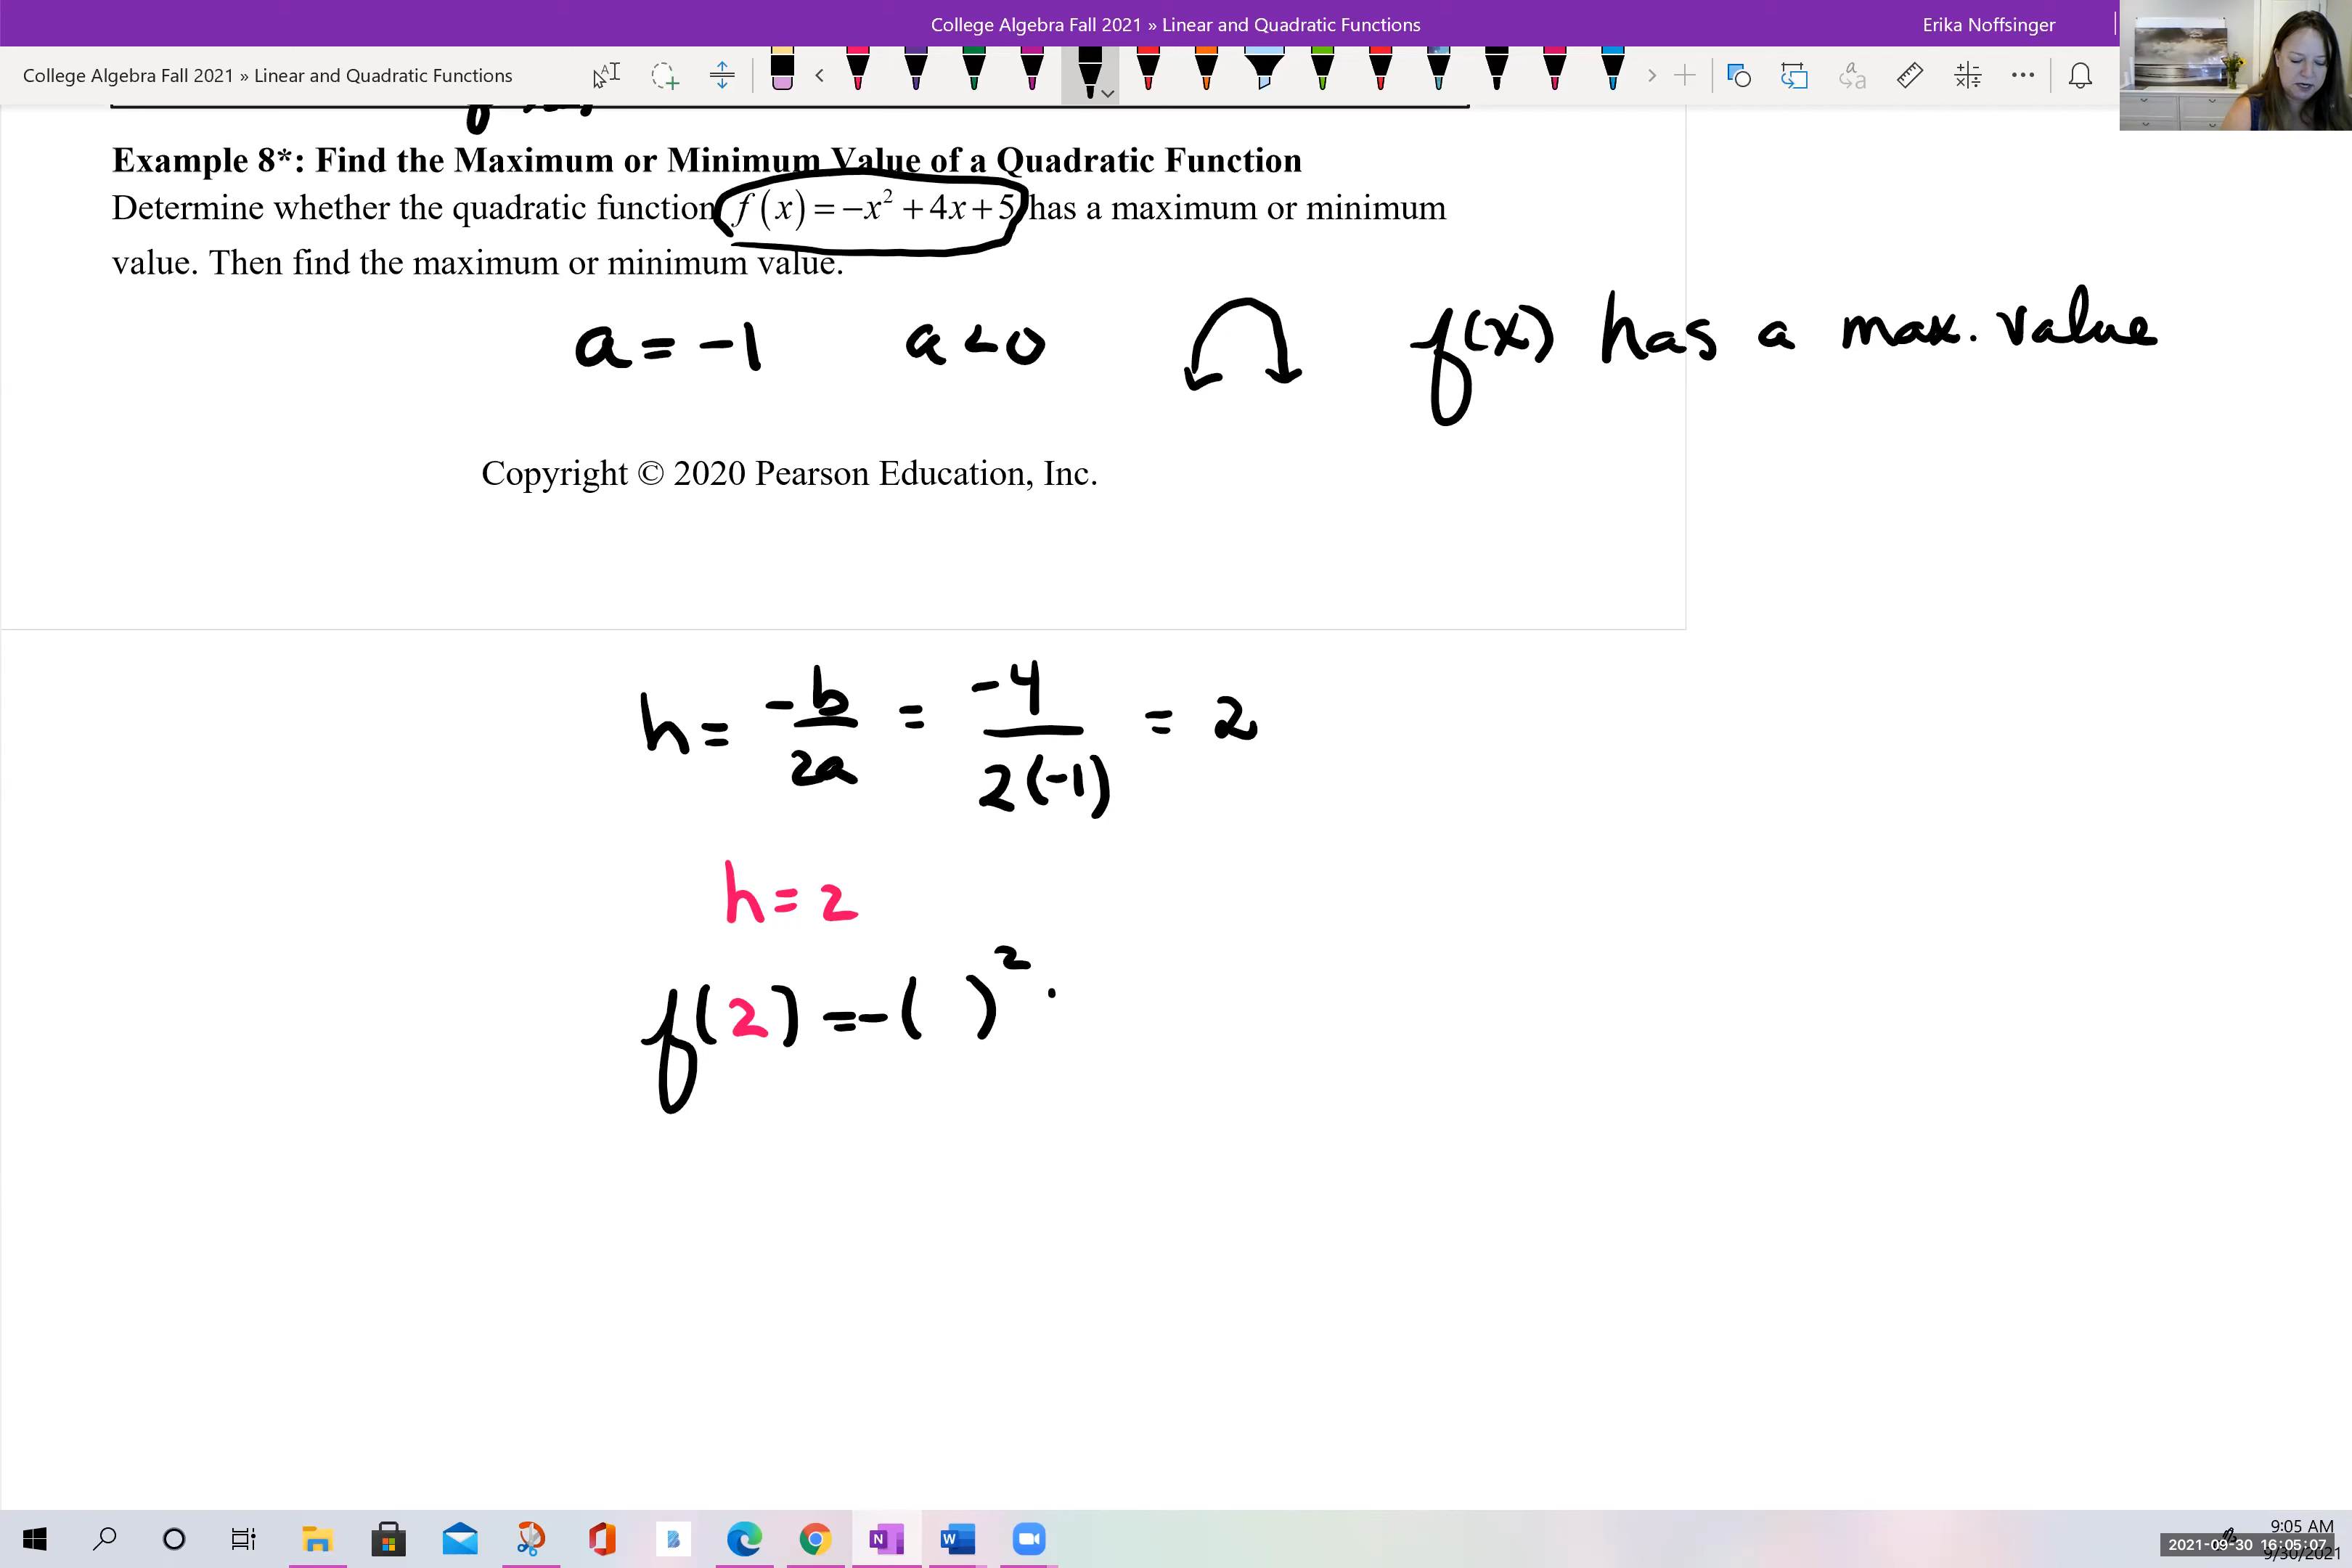 College Algebra Fall 2021 » Linear and Quadratic Functions
Erika Noffsinger
College Algebra Fall 2021 » Linear and Quadratic Functions
Example 8*: Find the Maximum or Minimum Value of a Quadratic Function
Determine whether the quadratic function f(x) = −x² + 4x + 5 has a maximum or minimum
value. Then find the maximum or minimum value.
a = -1 a < 0 f(x) has a max. value
Copyright © 2020 Pearson Education, Inc.
h = -b/2a = -4/2(-1) = 2
h = 2
f(2) = -( )²
9:05 AM
2021-09-30 16:05:07
9/30/2021